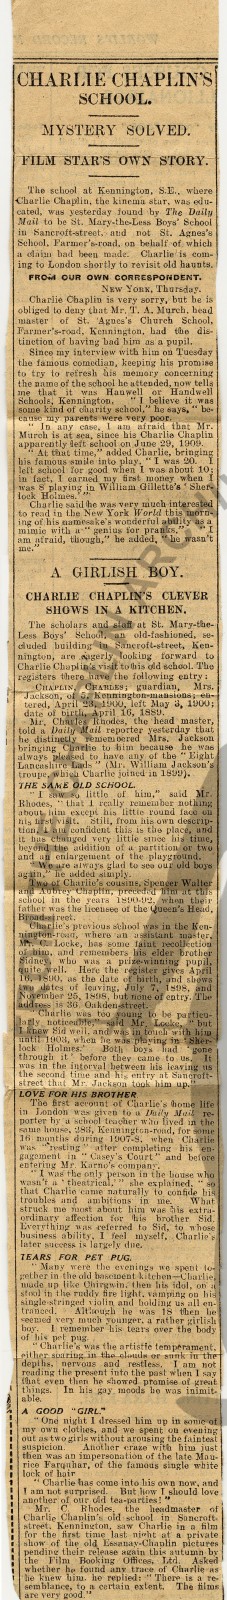 CHARLIE CHAPLIN'S
SCHOOL.
MYSTERY SOLVED.
FILM STAR'S OWN STORY.
The school at Kennington, S.E., where
Charlie Chaplin, the kinema star, was edu-
cated, was yesterday found by The Daily
Mail to be St. Mary-the-Less Boys' School
in Sancroft-street, and not St. Agnes's
School, Farmer's-road, on behalf of which
a claim had been made. Charlie is com-
ing to London shortly to revisit old haunts.
FROM OUR OWN CORRESPONDENT.
NEW YORK, Thursday.
Charlie Chaplin is very sorry, but he is
obliged to deny that Mr. T. A. Murch, head
master of St. Agnes's Church School,
Farmer's-road, Kennington, had the dis-
tinction of having had him as a pupil.
Since my interview with him on Tuesday
the famous comedian, keeping his promise
to try to refresh his memory concerning
the name of the school he attended, now tells
me that it was Hanwell or Handwell
Schools, Kennington. "I believe it was
some kind of charity school," he says, "be-
cause my parents were very poor.
"In any case, I am afraid that Mr.
Murch is at sea, since his Charlie Chaplin
apparently left school on June 29, 1909.
"At that time," added Charlie, bringing
his famous smile into play, "I was 20. I
left school for good when I was about 10;
in fact, I earned my first money when I
was 8 playing in William Gillette's 'Sher-
lock Holmes.'"
Charlie said he was very much interested
to read in the New York World this morn-
ing of his namesake's wonderful ability as a
mimic with a "genius for pranks." "I
am afraid, though," he added, "he wasn't
me."
A GIRLISH BOY.
CHARLIE CHAPLIN'S CLEVER
SHOWS IN A KITCHEN.
The scholars and staff at St. Mary-the-
Less Boys' School, an old-fashioned, se-
cluded building in Sancroft-street, Ken-
nington, are eagerly looking forward to
Charlie Chaplin's visit to his old school. The
registers there have the following entry:
CHAPLIN, CHARLES; guardian, Mrs.
Jackson, of Kennington-mansions; en-
tered, April 23, 1900, left May 3, 1900;
date of birth, April 16, 1889.
Mr. Charles Rhodes, the head master,
told a Daily Mail reporter yesterday that
he distinctly remembered Mrs. Jackson
bringing Charlie to him because he was
always pleased to have any of the "Eight
Lancashire Lads" (Mr. William Jackson's
troupe, which Charlie joined in 1899).
THE SAME OLD SCHOOL.
"I saw so little of him," said Mr.
Rhodes, "that I really remember nothing
about him except his little round face on
his first visit. Still, from his own descrip-
tion I am confident this is the place, and
it has changed very little since his time,
beyond the addition of a partition or two
and an enlargement of the playground.
"We are always glad to see our old boys
again," he added simply.
Two of Charlie's cousins, Spencer Walter
and Aubrey Chaplin, preceded him at this
school in the years 1890-92, when their
father was the licensee of the Queen's Head,
Broad-street.
Charlie's previous school was in the Ken-
nington-road, where an assistant master,
Mr. Locke, has some faint recollection
of him, and remembers his elder brother
Sidney, who was a prize-winning pupil,
quite well. Here the register gives April
16, 1890, as the date of birth, and shows
two dates of leaving, July 7, 1898, and
November 25, 1898, but none of entry. The
address is 36, Oakden-street.
"Charlie was too young to be particu-
larly noticeable," said Mr. Locke, "but
I knew Sid well, and was in touch with him
until 1903, when he was playing in 'Sher-
lock Holmes.' Both boys had 'gone
through it' before they came to us. It
was in the interval between his leaving us
the second time and his entry at Sancroft-
street that Mr. Jackson took him up."
LOVE FOR HIS BROTHER
The first account of Charlie's home life
in London was given to a Daily Mail re-
porter by a school teacher who lived in the
same house, 283, Kennington-road, for some
16 months during 1907-8, when Charlie
was "resting" after completing his en-
gagement in "Casey's Court" and before
entering Mr. Karno's company.
"I was the only person in the house who
wasn't a 'theatrical,'" she explained, "so
that Charlie came naturally to confide his
troubles and ambitions in me. What
struck me most about him was his extra-
ordinary affection for his brother Sid.
Everything was referred to Sid, to whose
business ability, I feel myself, Charlie's
later success is largely due.
TEARS FOR PET PUG.
"Many were the evenings we spent to-
gether in the old basement kitchen—Charlie,
made up like Chirgwin, then his idol, on a
stool in the ruddy fire light, vamping on his
single-stringed violin and holding us all en-
tranced. Although he was 18 then he
seemed very much younger, a rather girlish
boy. I remember his tears over the body
of his pet pug.
"Charlie's was the artistic temperament,
either soaring in the clouds or sunk in the
depths, nervous and restless. I am not
reading the present into the past when I say
that even then he showed promise of great
things. In his gay moods he was inimit-
able.
A GOOD "GIRL"
"One night I dressed him up in some of
my own clothes, and we spent an evening
out as two girls without arousing the faintest
suspicion. Another craze with him just
then was an impersonation of the late Mau-
rice Farquhar, of the famous single white
lock of hair
"Charlie has come into his own now, and
I am not surprised. But how I should love
another of our old tea-parties!"
Mr. C. Rhodes, the headmaster of
Charlie Chaplin's old school in Sancroft-
street, Kennington, saw Charlie in a film
for the first time last night at a private
show of the old Essanay-Chaplin pictures
pending their release again this autumn by
the Film Booking Offices, Ltd. Asked
whether he found any trace of Charlie as
he knew him, he replied: "There is a re-
semblance, to a certain extent. The films
are very good."